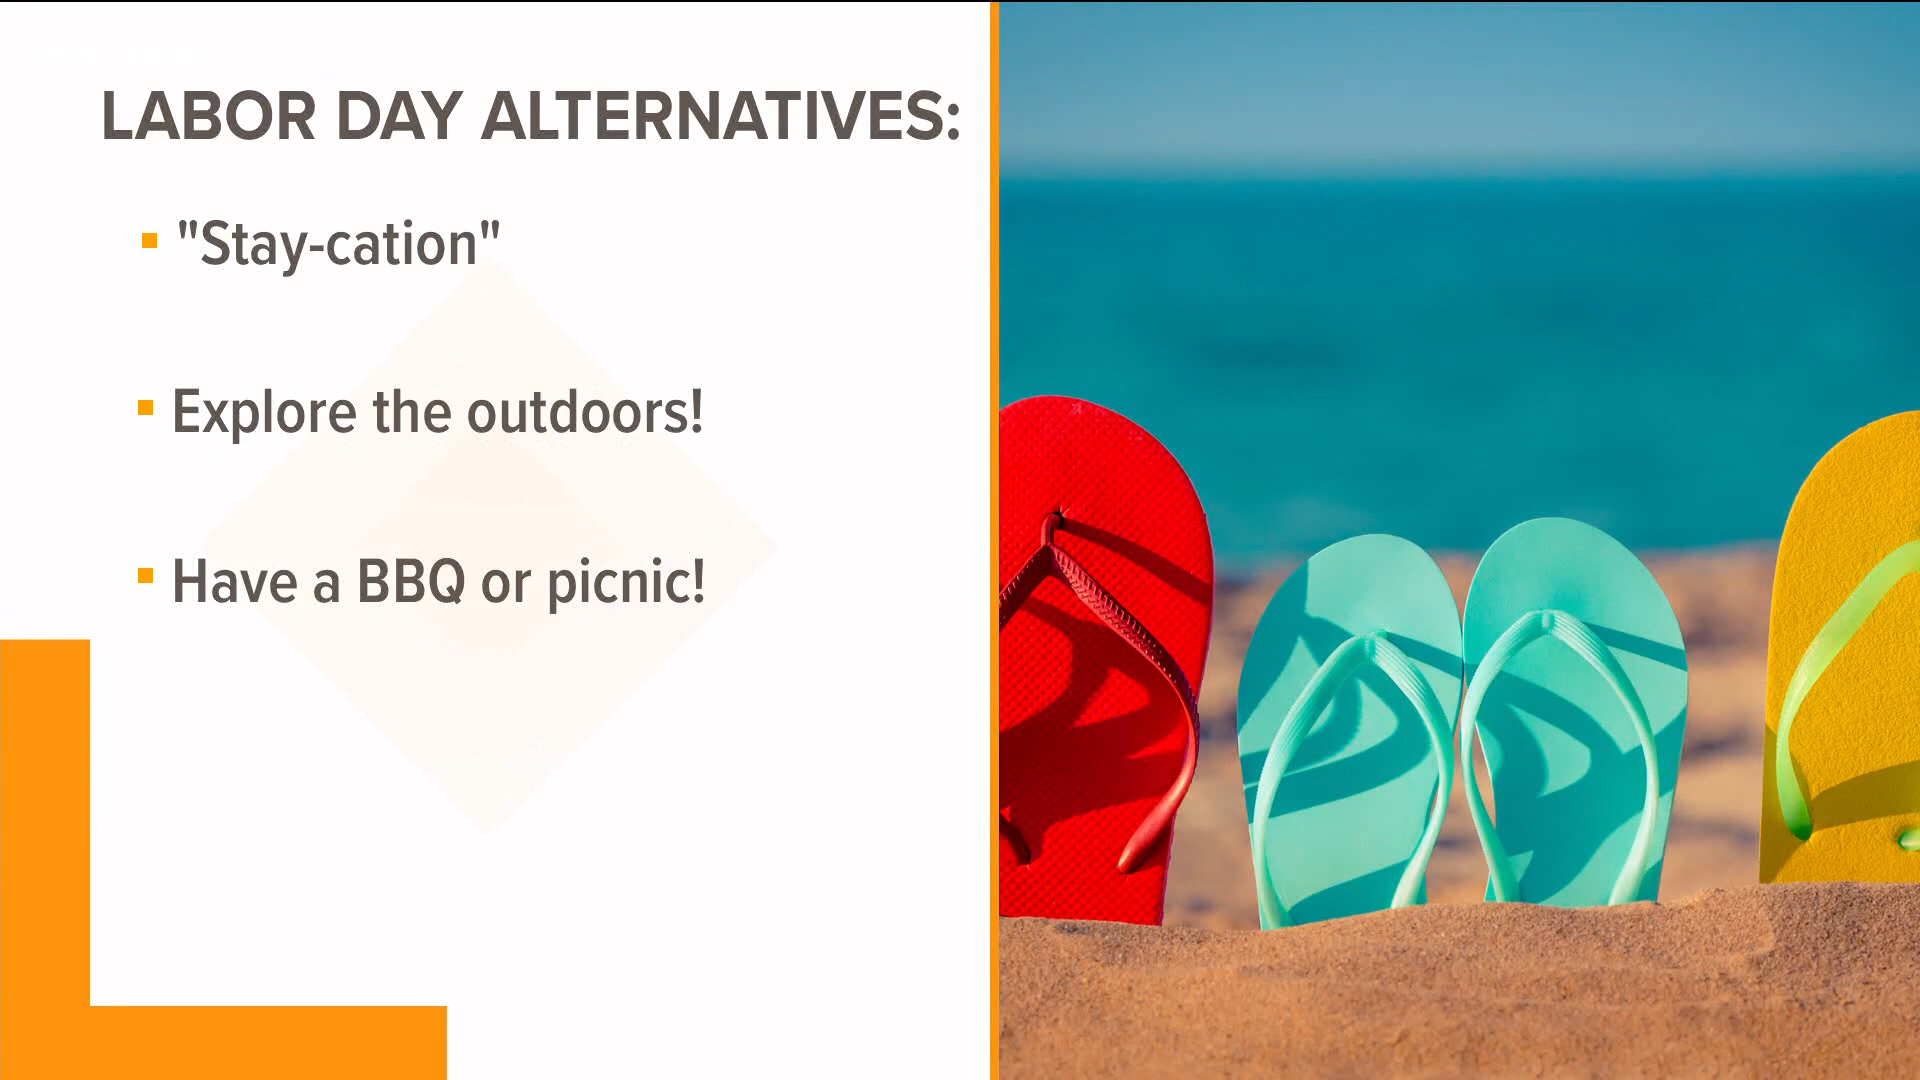 LABOR DAY ALTERNATIVES:
"Stay-cation"
Explore the outdoors!
Have a BBQ or picnic!